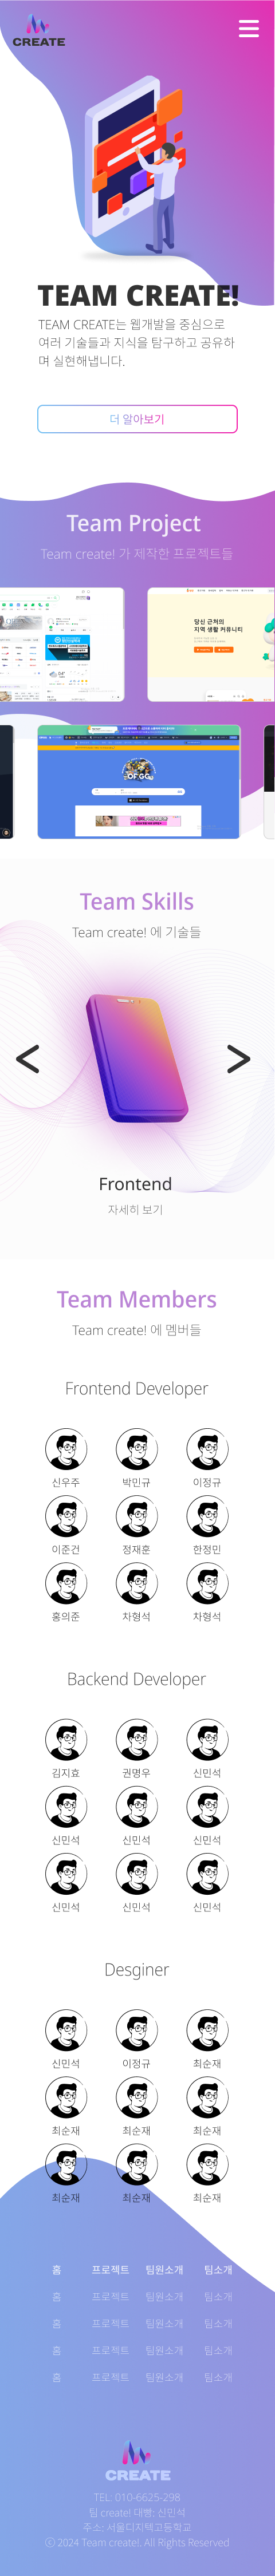 CREATE
TEAM CREATE!
TEAM CREATE는 웹개발을 중심으로
여러 기술들과 지식을 탐구하고 공유하
며 실현해냅니다.
더 알아보기
Team Project
Team create! 가 제작한 프로젝트들
당신 근처의
지역 생활 커뮤니티
OP.GG
Team Skills
Team create! 에 기술들
< >
Frontend
자세히 보기
Team Members
Team create! 에 멤버들
Frontend Developer
신우주 박민규 이정규
이준건 정재훈 한정민
홍의준 차형석 차형석
Backend Developer
김지효 권명우 신민석
신민석 신민석 신민석
신민석 신민석 신민석
Desginer
신민석 이정규 최순재
최순재 최순재 최순재
최순재 최순재 최순재
홈 프로젝트 팀원소개 팀소개
홈 프로젝트 팀원소개 팀소개
홈 프로젝트 팀원소개 팀소개
홈 프로젝트 팀원소개 팀소개
홈 프로젝트 팀원소개 팀소개
CREATE
TEL: 010-6625-298
팀 create! 대빵: 신민석
주소: 서울디지텍고등학교
ⓒ 2024 Team create!. All Rights Reserved